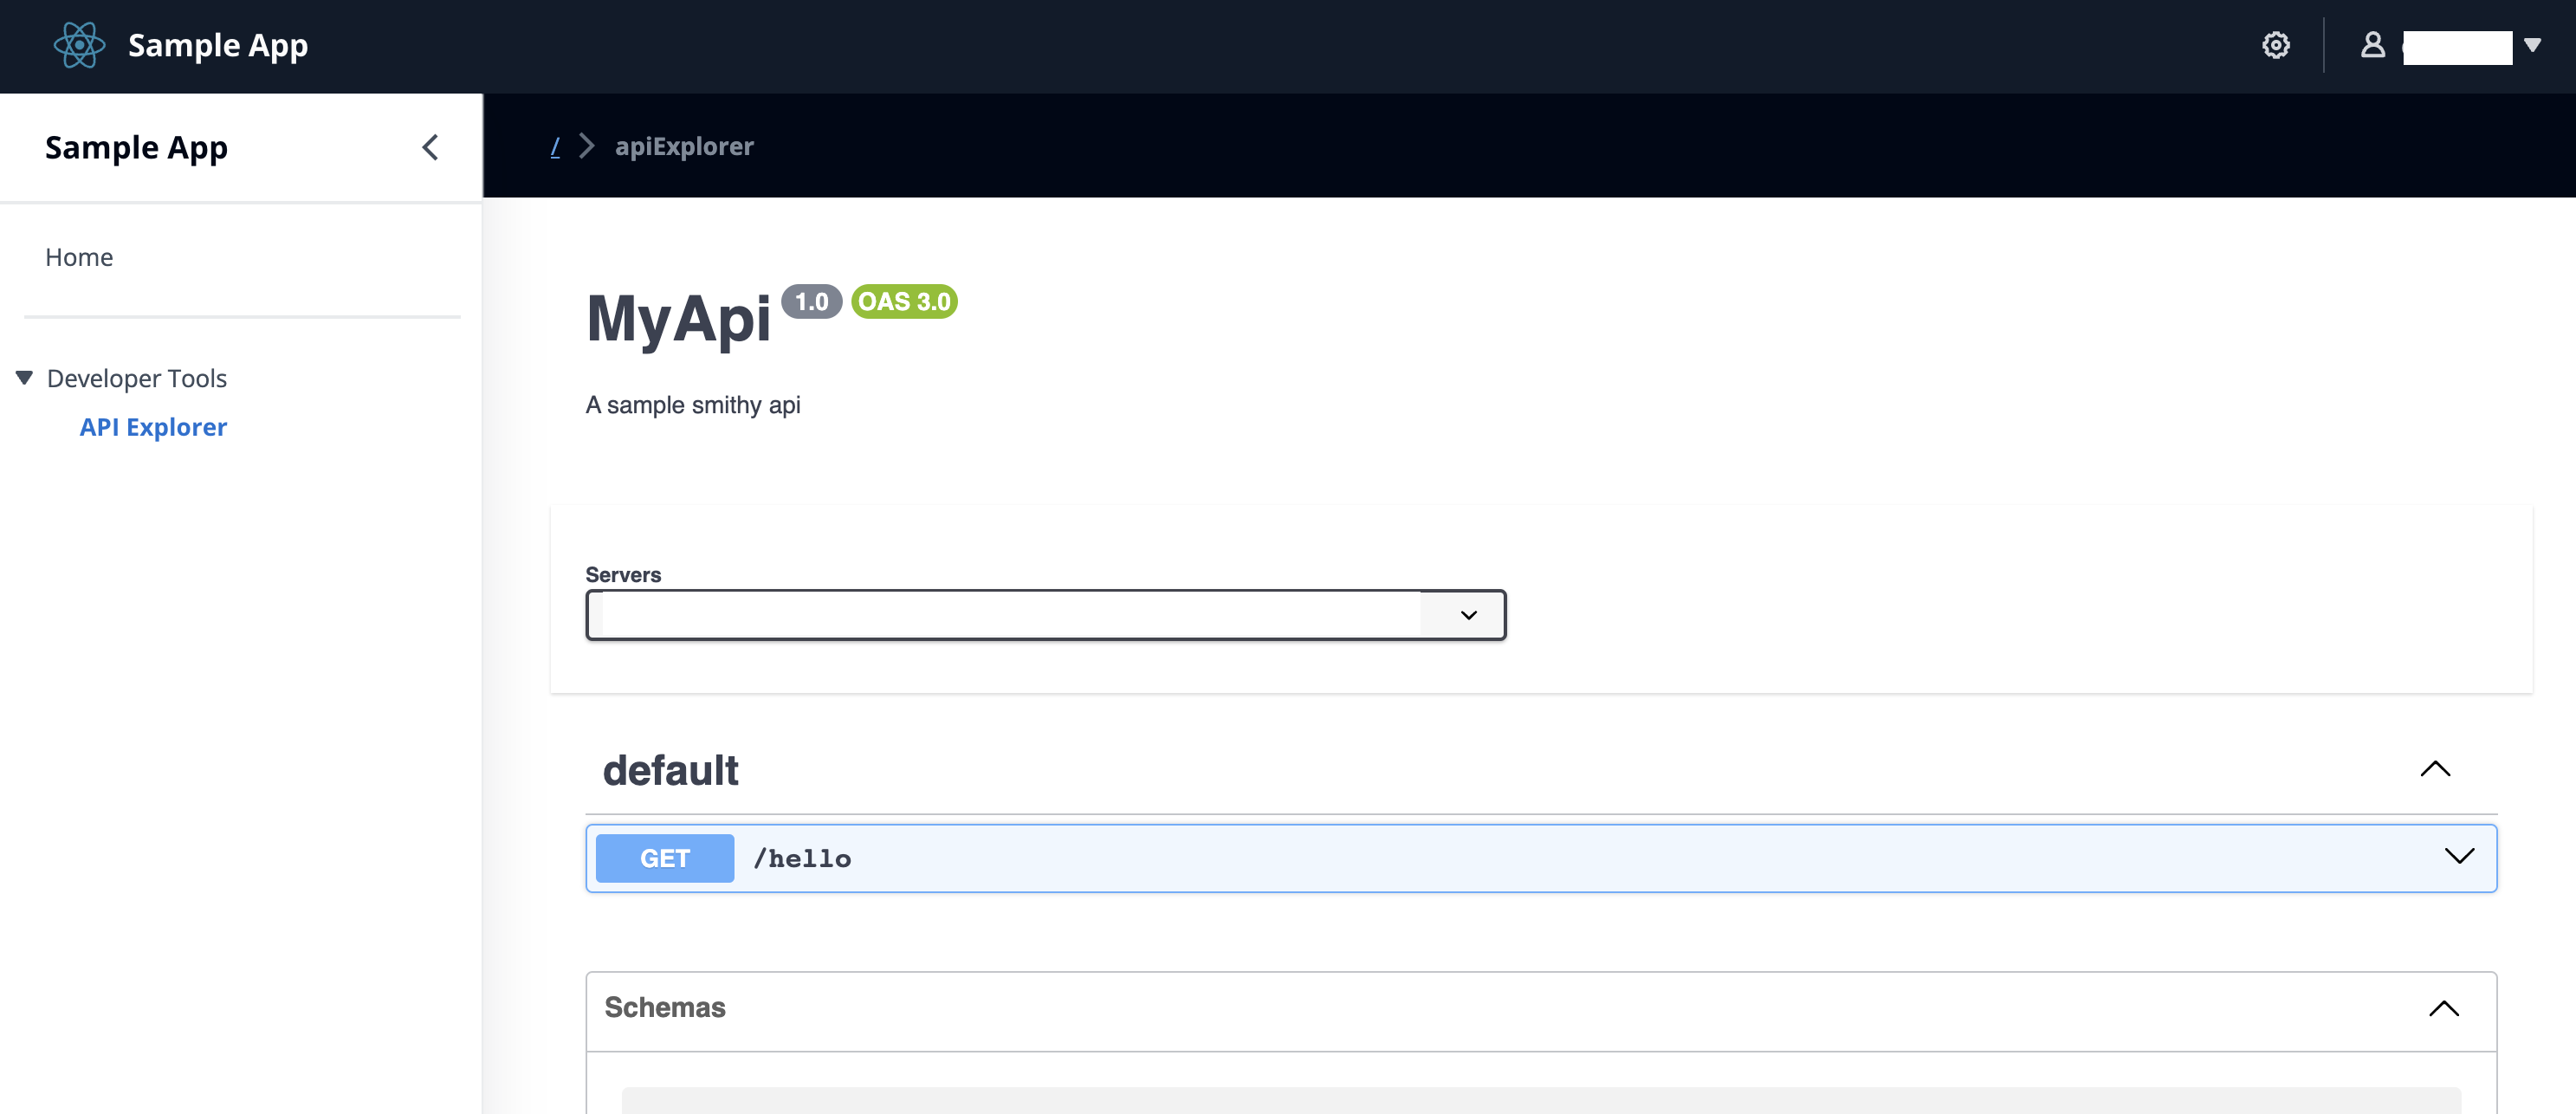 Sample App
Sample App
/ apiExplorer
Home
Developer Tools
API Explorer
MyApi 1.0 OAS 3.0
A sample smithy api
Servers
default
GET /hello
Schemas